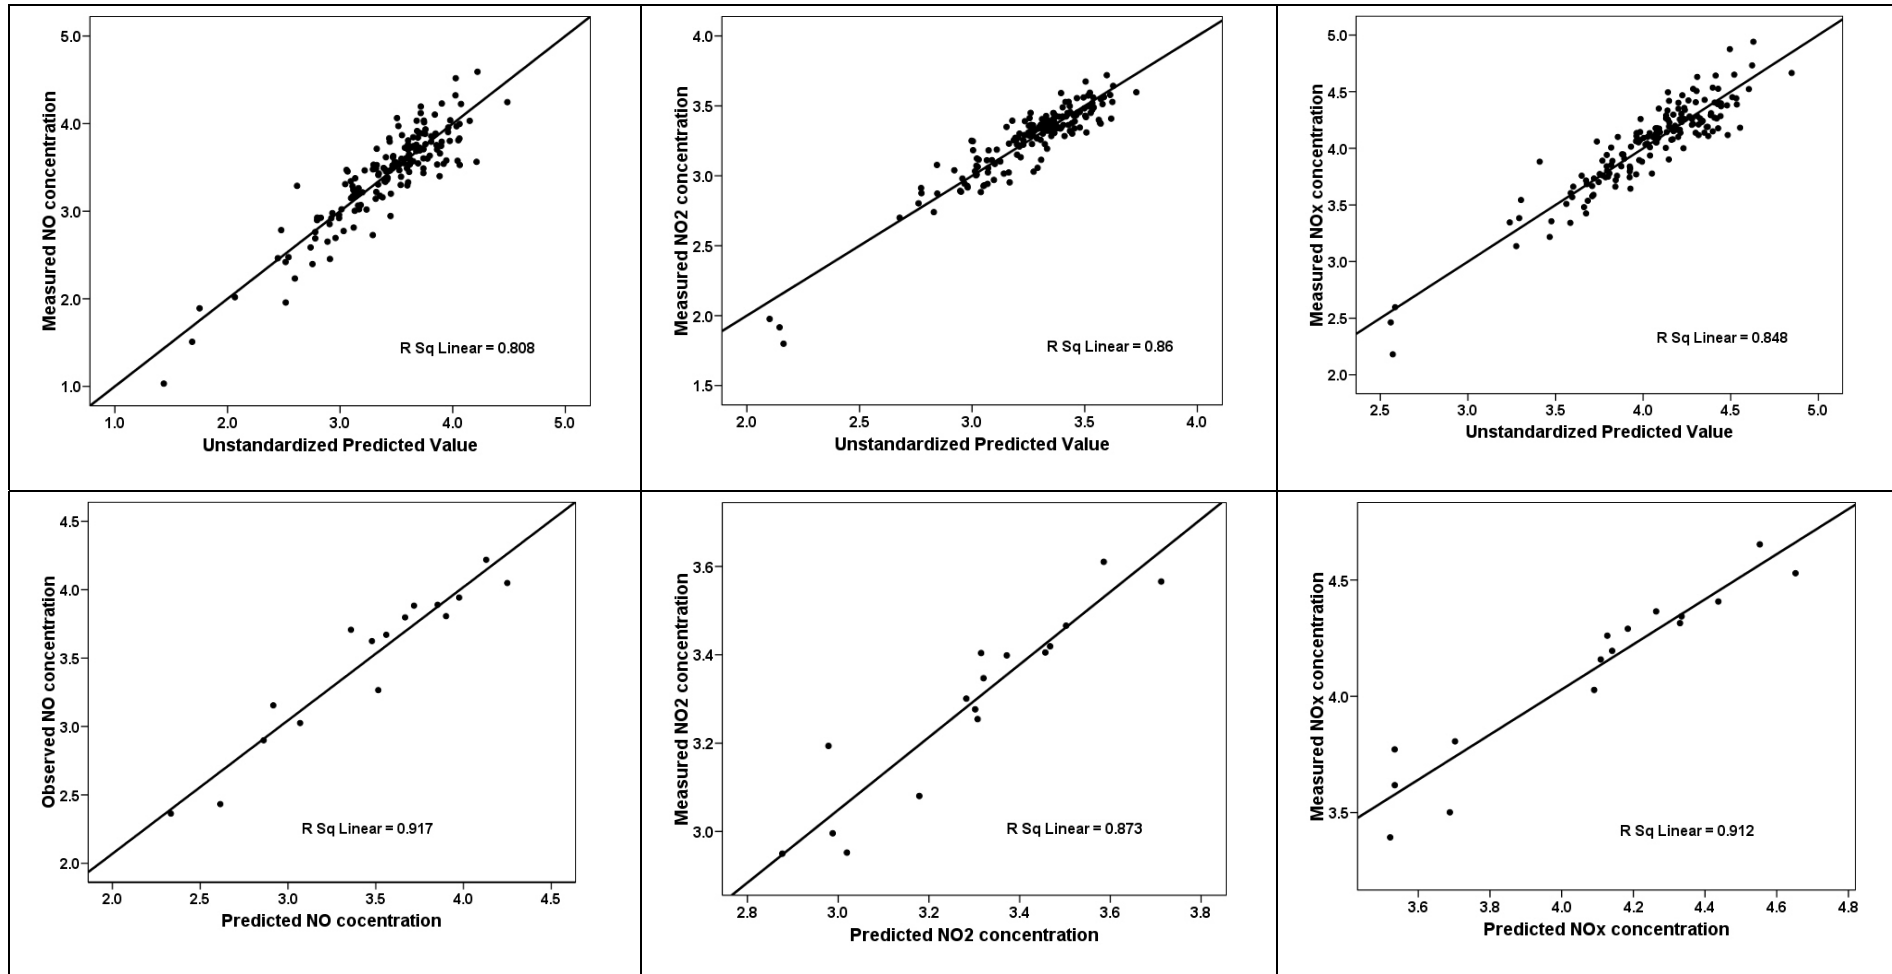 Measured NO concentration
5.0
4.0
3.0
2.0
1.0
R Sq Linear = 0.808
1.0 2.0 3.0 4.0 5.0
Unstandardized Predicted Value
Measured NO2 concentration
4.0
3.5
3.0
2.5
2.0
1.5
R Sq Linear = 0.86
2.0 2.5 3.0 3.5 4.0
Unstandardized Predicted Value
Measured NOx concentration
5.0
4.5
4.0
3.5
3.0
2.5
2.0
R Sq Linear = 0.848
2.5 3.0 3.5 4.0 4.5 5.0
Unstandardized Predicted Value
Observed NO concentration
4.5
4.0
3.5
3.0
2.5
2.0
R Sq Linear = 0.917
2.0 2.5 3.0 3.5 4.0 4.5
Predicted NO cocentration
Measured NO2 concentration
3.6
3.4
3.2
3.0
R Sq Linear = 0.873
2.8 3.0 3.2 3.4 3.6 3.8
Predicted NO2 concentration
Measured NOx concentration
4.5
4.0
3.5
R Sq Linear = 0.912
3.6 3.8 4.0 4.2 4.4 4.6 4.8
Predicted NOx concentration